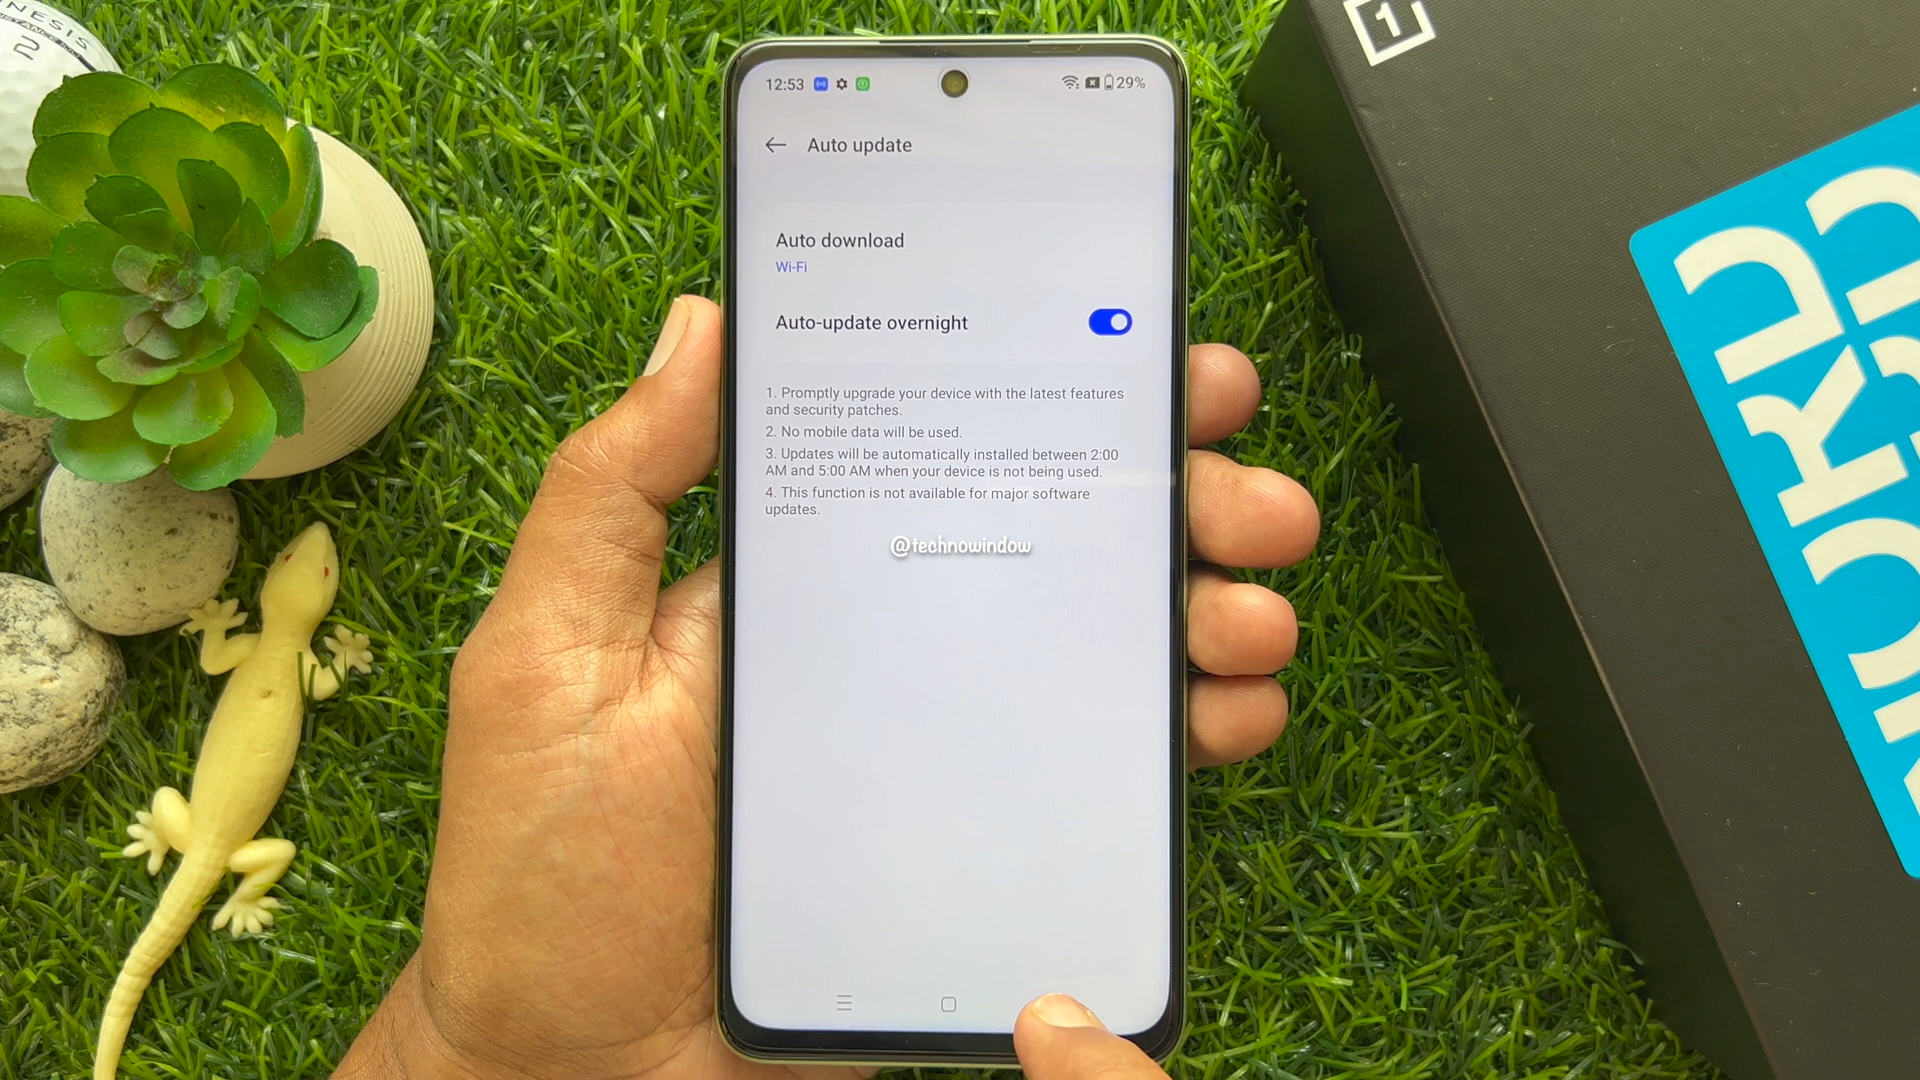 NESIS
2
12:53
29%
Auto update
Auto download
Wi-Fi
Auto-update overnight
1. Promptly upgrade your device with the latest features
and security patches.
2. No mobile data will be used.
3. Updates will be automatically installed between 2:00
AM and 5:00 AM when your device is not being used.
4. This function is not available for major software
updates.
@technowindow
1